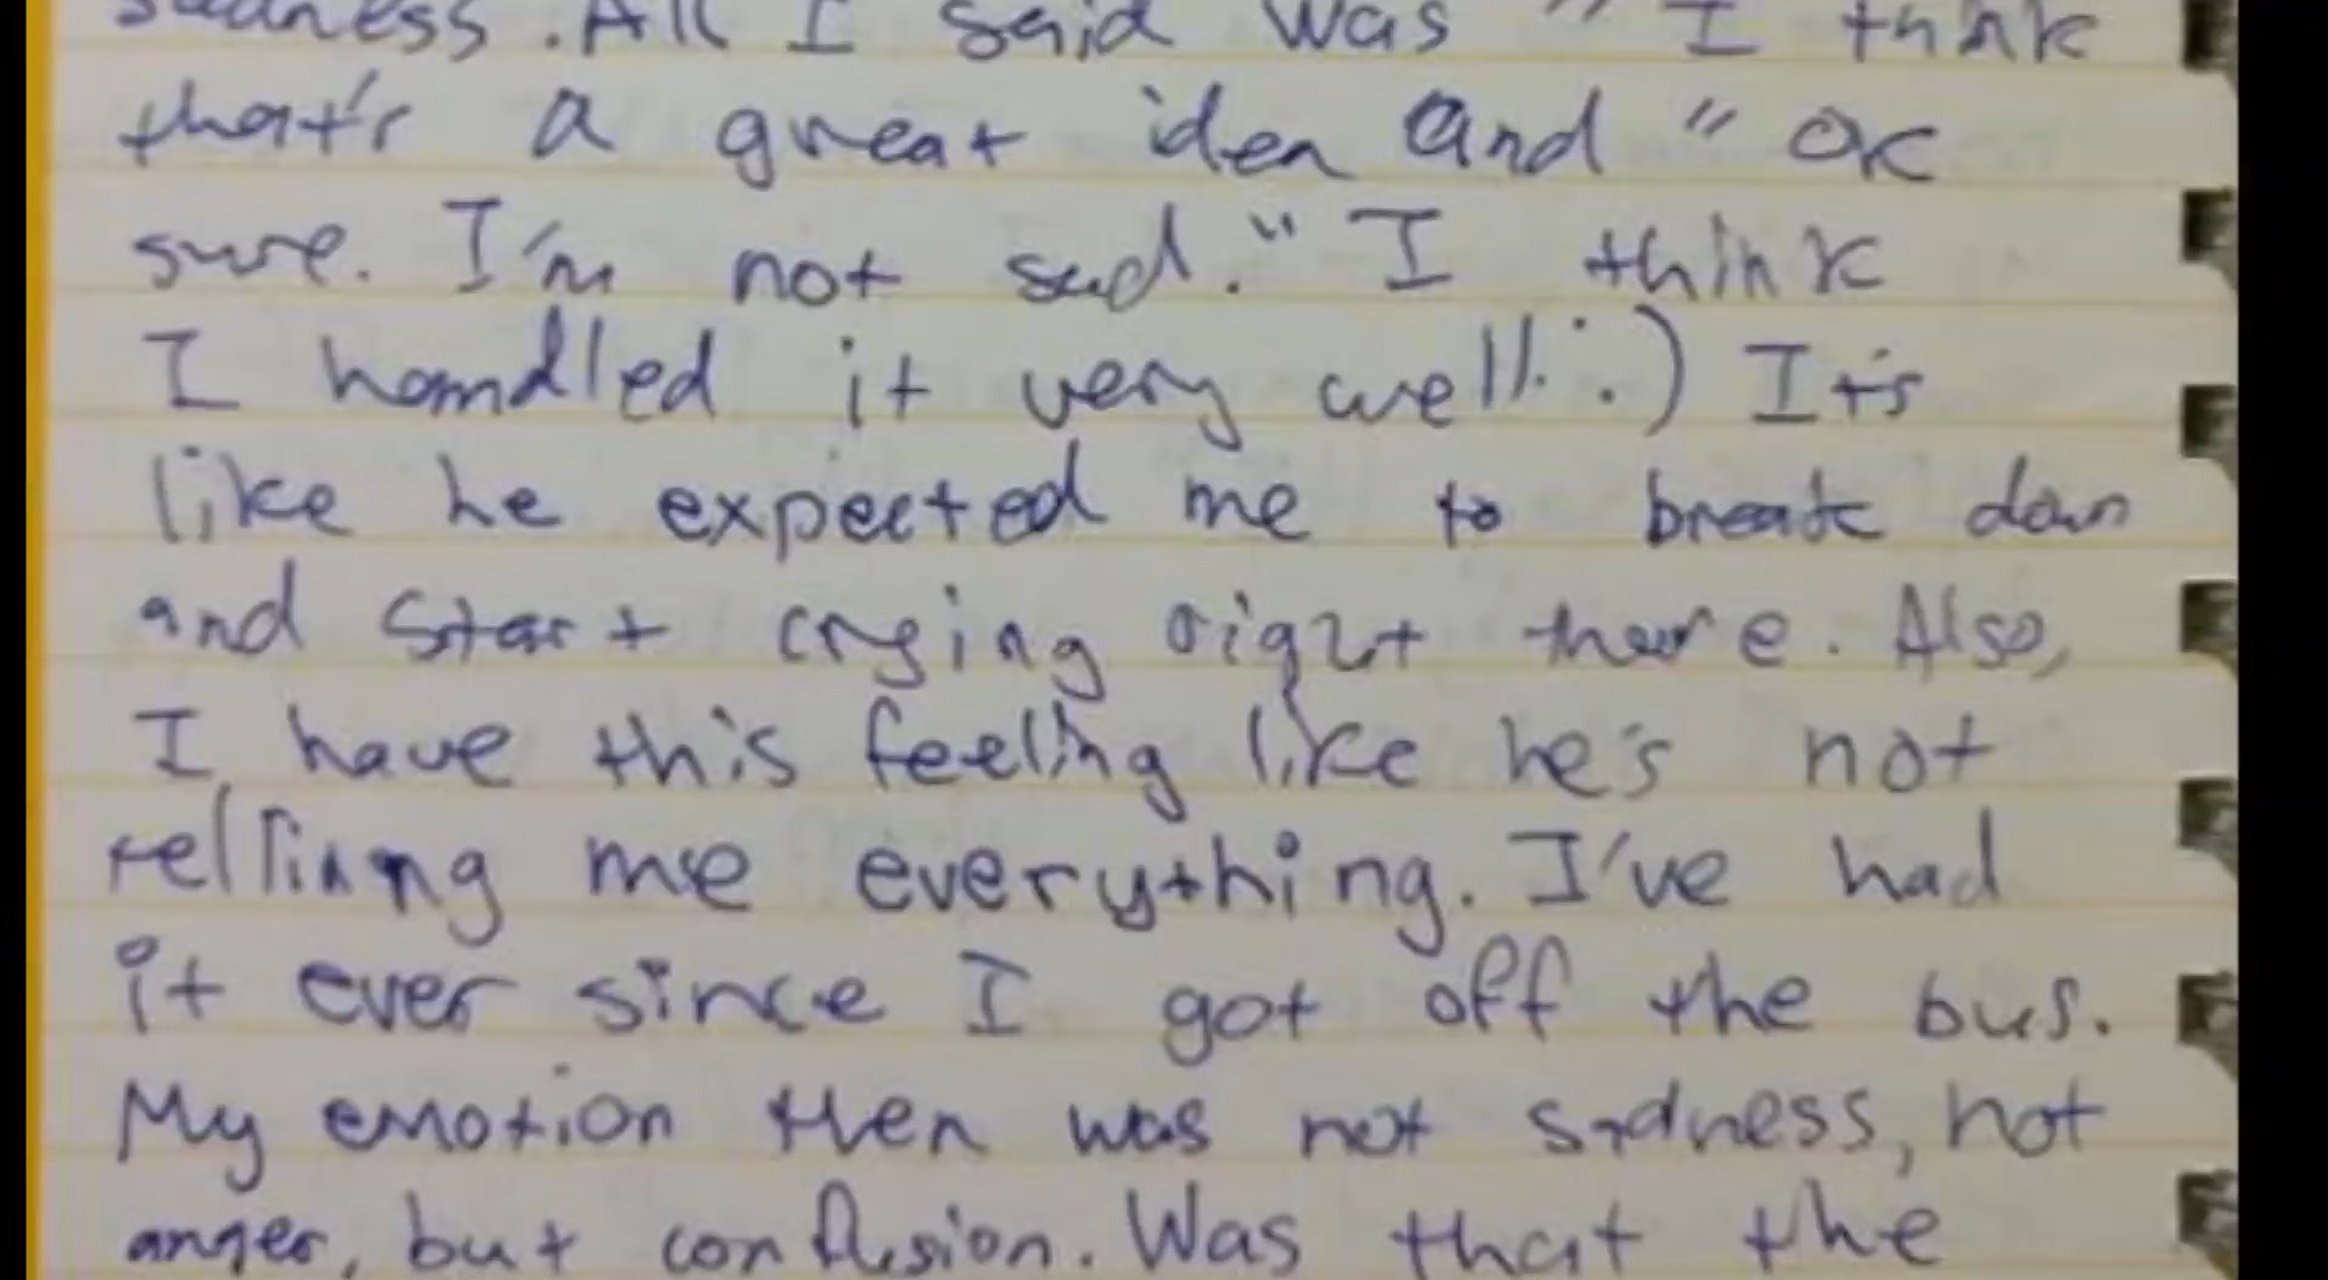 sadness. All I said was " I think
that's a great idea and " OK
sure. I'm not sad." I think
I handled it very well. :) It's
like he expected me to break down
and start crying right there. Also,
I have this feeling like he's not
telling me everything. I've had
it ever since I got off the bus.
My emotion then was not sadness, not
anger, but confusion. Was that the